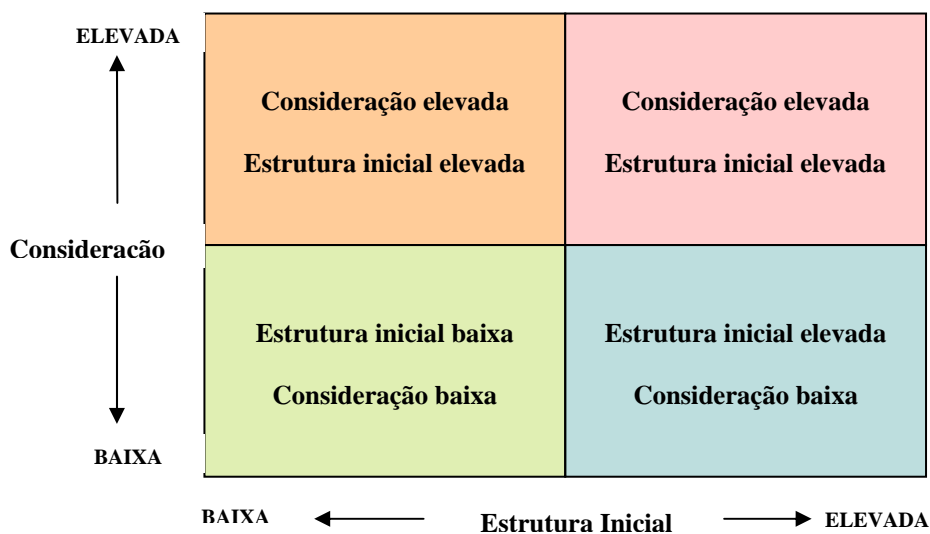 ELEVADA
Consideração elevada
Estrutura inicial elevada
Consideração elevada
Estrutura inicial elevada
Consideracão
Estrutura inicial baixa
Consideração baixa
Estrutura inicial elevada
Consideração baixa
BAIXA
BAIXA
Estrutura Inicial
ELEVADA